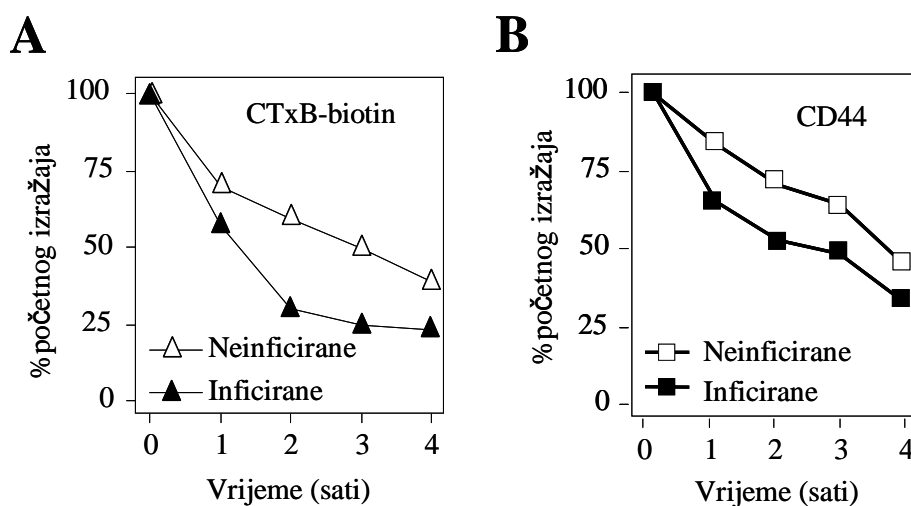 A
%početnog izražaja
100
75
50
25
0
CTxB-biotin
Neinficirane
Inficirane
0 1 2 3 4
Vrijeme (sati)
B
%početnog izražaja
100
75
50
25
0
CD44
Neinficirane
Inficirane
0 1 2 3 4
Vrijeme (sati)